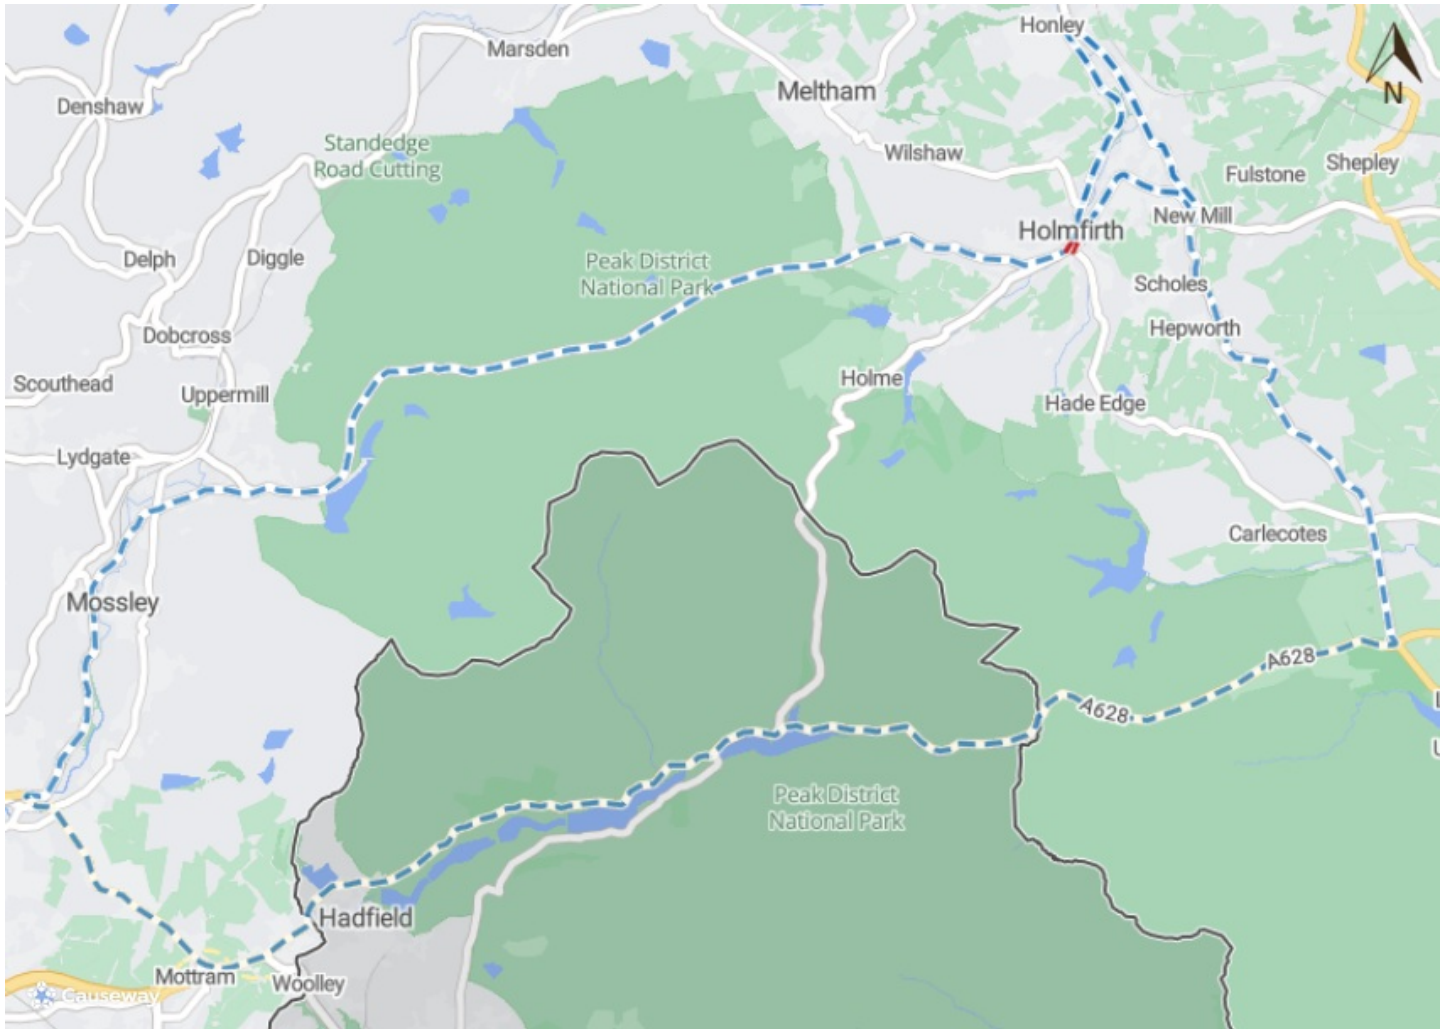 Honley
Marsden
N
Meltham
Denshaw
Standedge
Road Cutting
Wilshaw
Shepley
Fulstone
New Mill
Holmfirth
Delph
Diggle
Peak District
National Park
Scholes
Dobcross
Hepworth
Scouthead
Uppermill
Holme
Hade Edge
Lydgate
Carlecotes
Mossley
A628
A628
Peak District
National Park
Hadfield
Mottram
Woolley
Causeway